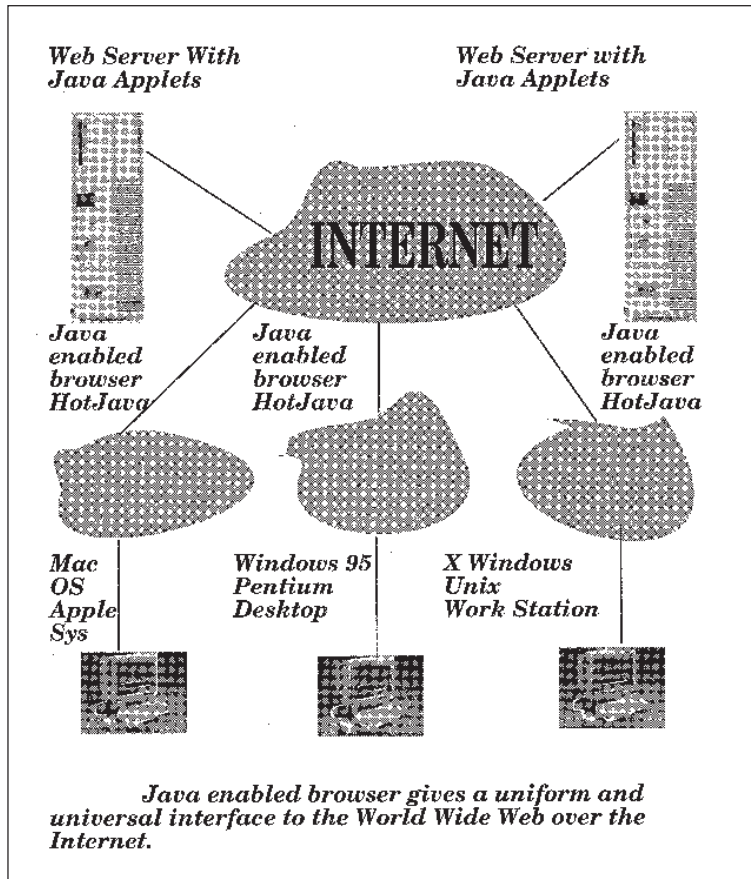 Web Server With
Java Applets
Web Server with
Java Applets
INTERNET
Java
enabled
browser
HotJava
Java
enabled
browser
HotJava
Java
enabled
browser
HotJava
Mac
OS
Apple
Sys
Windows 95
Pentium
Desktop
X Windows
Unix
Work Station
Java enabled browser gives a uniform and
universal interface to the World Wide Web over the
Internet.